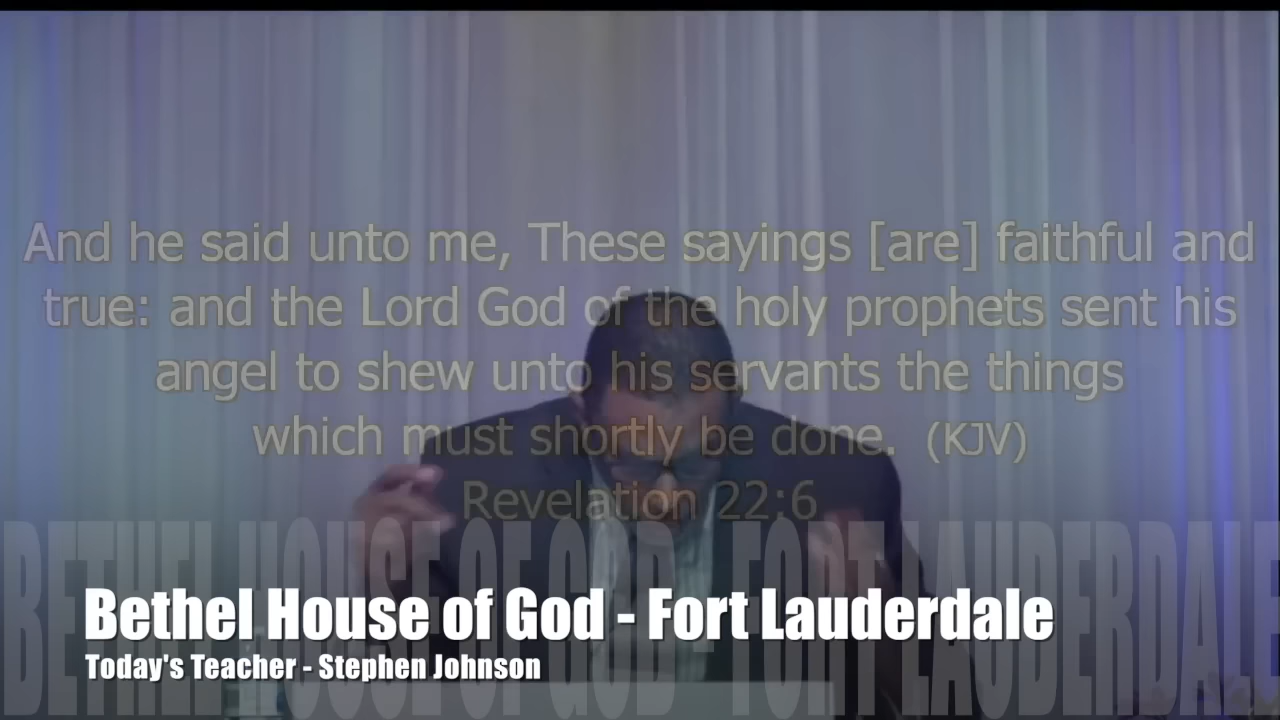 And he said unto me, These sayings [are] faithful and
true: and the Lord God of the holy prophets sent his
angel to shew unto his servants the things
which must shortly be done. (KJV)
Revelation 22:6
BETHEL HOUSE OF GOD - FORT LAUDERDALE
Bethel House of God - Fort Lauderdale
Today's Teacher - Stephen Johnson